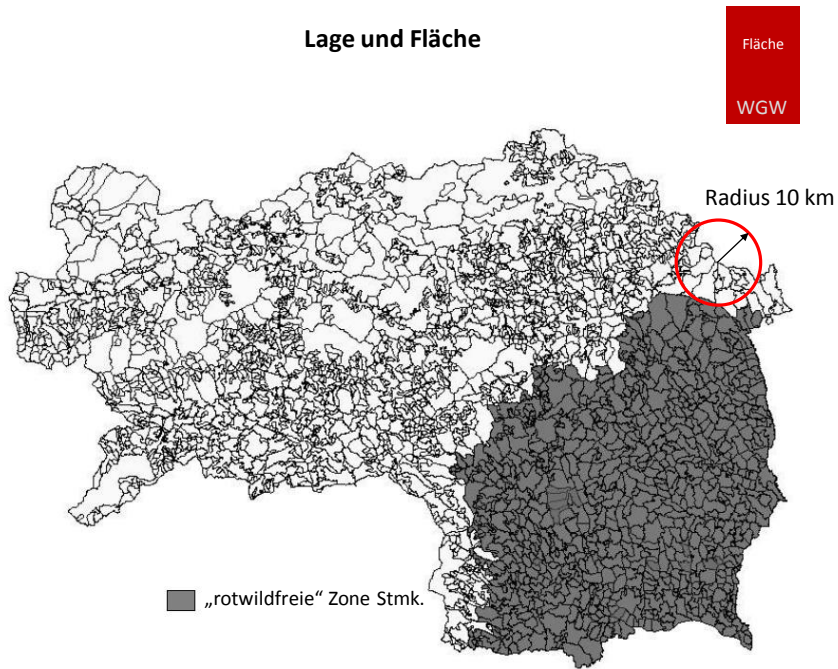 Lage und Fläche
Fläche
WGW
Radius 10 km
„rotwildfreie“ Zone Stmk.